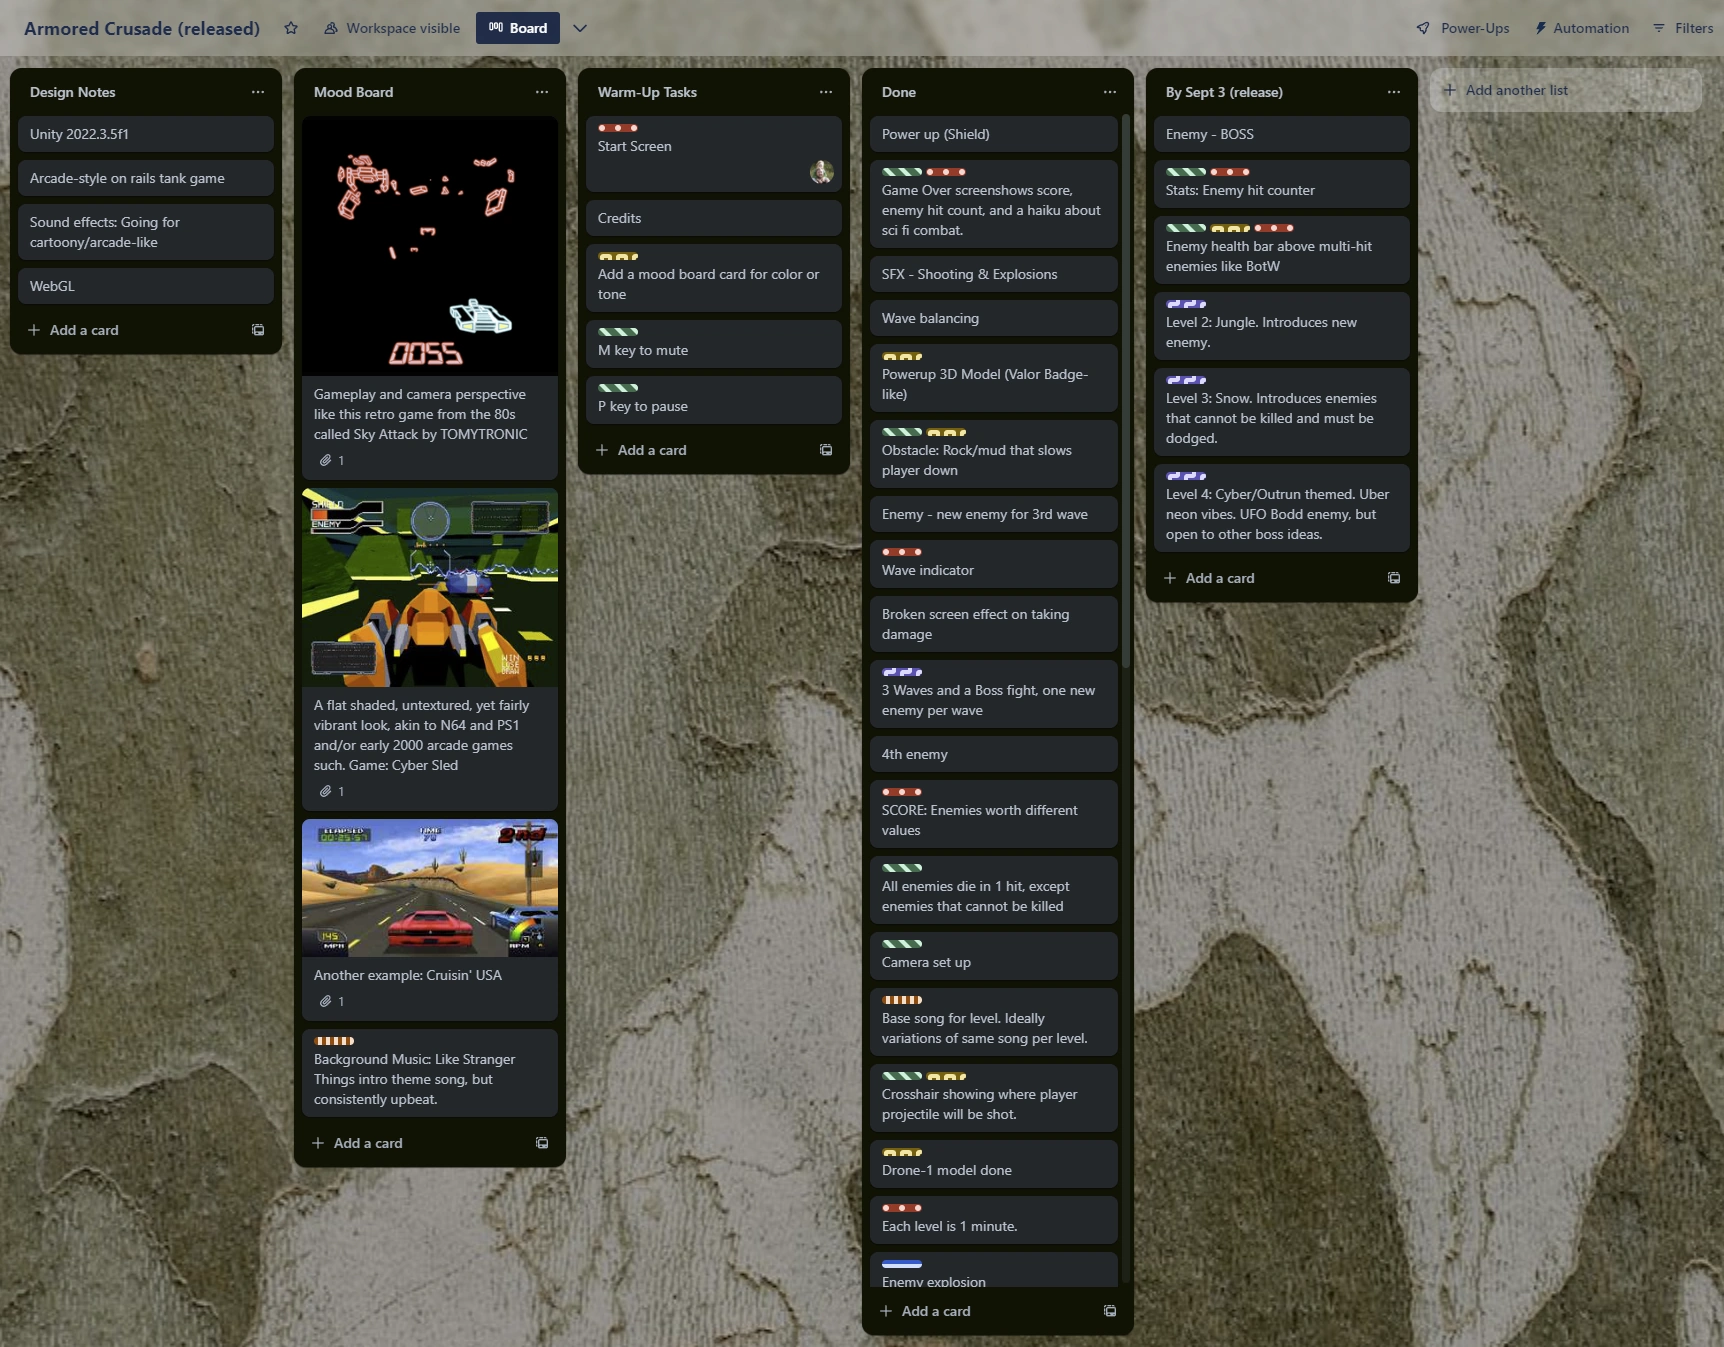 Armored Crusade (released)
Workspace visible
Board
Power-Ups
Automation
Filters
Design Notes
Unity 2022.3.5f1
Arcade-style on rails tank game
Sound effects: Going for
cartoony/arcade-like
WebGL
Add a card
Mood Board
0055
Gameplay and camera perspective
like this retro game from the 80s
called Sky Attack by TOMYTRONIC
1
SHIELD
ENEMY
A flat shaded, untextured, yet fairly
vibrant look, akin to N64 and PS1
and/or early 2000 arcade games
such. Game: Cyber Sled
1
ELAPSED
TIME
2nd
145
MPH
RPM
Another example: Cruisin' USA
1
Background Music: Like Stranger
Things intro theme song, but
consistently upbeat.
Add a card
Warm-Up Tasks
Start Screen
Credits
Add a mood board card for color or
tone
M key to mute
P key to pause
Add a card
Done
Power up (Shield)
Game Over screenshows score,
enemy hit count, and a haiku about
sci fi combat.
SFX - Shooting & Explosions
Wave balancing
Powerup 3D Model (Valor Badge-
like)
Obstacle: Rock/mud that slows
player down
Enemy - new enemy for 3rd wave
Wave indicator
Broken screen effect on taking
damage
3 Waves and a Boss fight, one new
enemy per wave
4th enemy
SCORE: Enemies worth different
values
All enemies die in 1 hit, except
enemies that cannot be killed
Camera set up
Base song for level. Ideally
variations of same song per level.
Crosshair showing where player
projectile will be shot.
Drone-1 model done
Each level is 1 minute.
Enemy explosion
Add a card
By Sept 3 (release)
Enemy - BOSS
Stats: Enemy hit counter
Enemy health bar above multi-hit
enemies like BotW
Level 2: Jungle. Introduces new
enemy.
Level 3: Snow. Introduces enemies
that cannot be killed and must be
dodged.
Level 4: Cyber/Outrun themed. Uber
neon vibes. UFO Bodd enemy, but
open to other boss ideas.
Add a card
Add another list